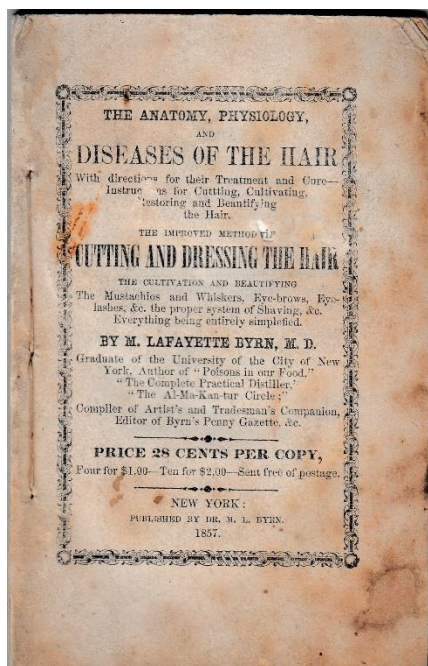 THE ANATOMY, PHYSIOLOGY,
AND
DISEASES OF THE HAIR
With for their Treatment and Cure—
for Cuttting, Cultivating,
Restoring and Beautifying
the Hair.
THE IMPROVED METHOD OF
CUTTING AND DRESSING THE HAIR
THE CULTIVATION AND BEAUTIFYING
The Mustachios and Whiskers, Eye-brows, Eye-
lashes, &c. the proper system of Shaving, &c.
Everything being entirely simplefied.
BY M. LAFAYETTE BYRN, M. D.
Graduate of the University of the City of New
York, Author of "Poisons in our Food,"
"The Complete Practical Distiller,'
"The Al-Ma-Kan-tur Circle;"
Compiler of Artist's and Tradesman's Companion,
Editor of Byrn's Penny Gazette, &c.
PRICE 28 CENTS PER COPY,
Four for $1.00—Ten for $2.00—Sent free of postage.
NEW YORK:
PUBLISHED BY DR. M. L. BYRN.
1857.